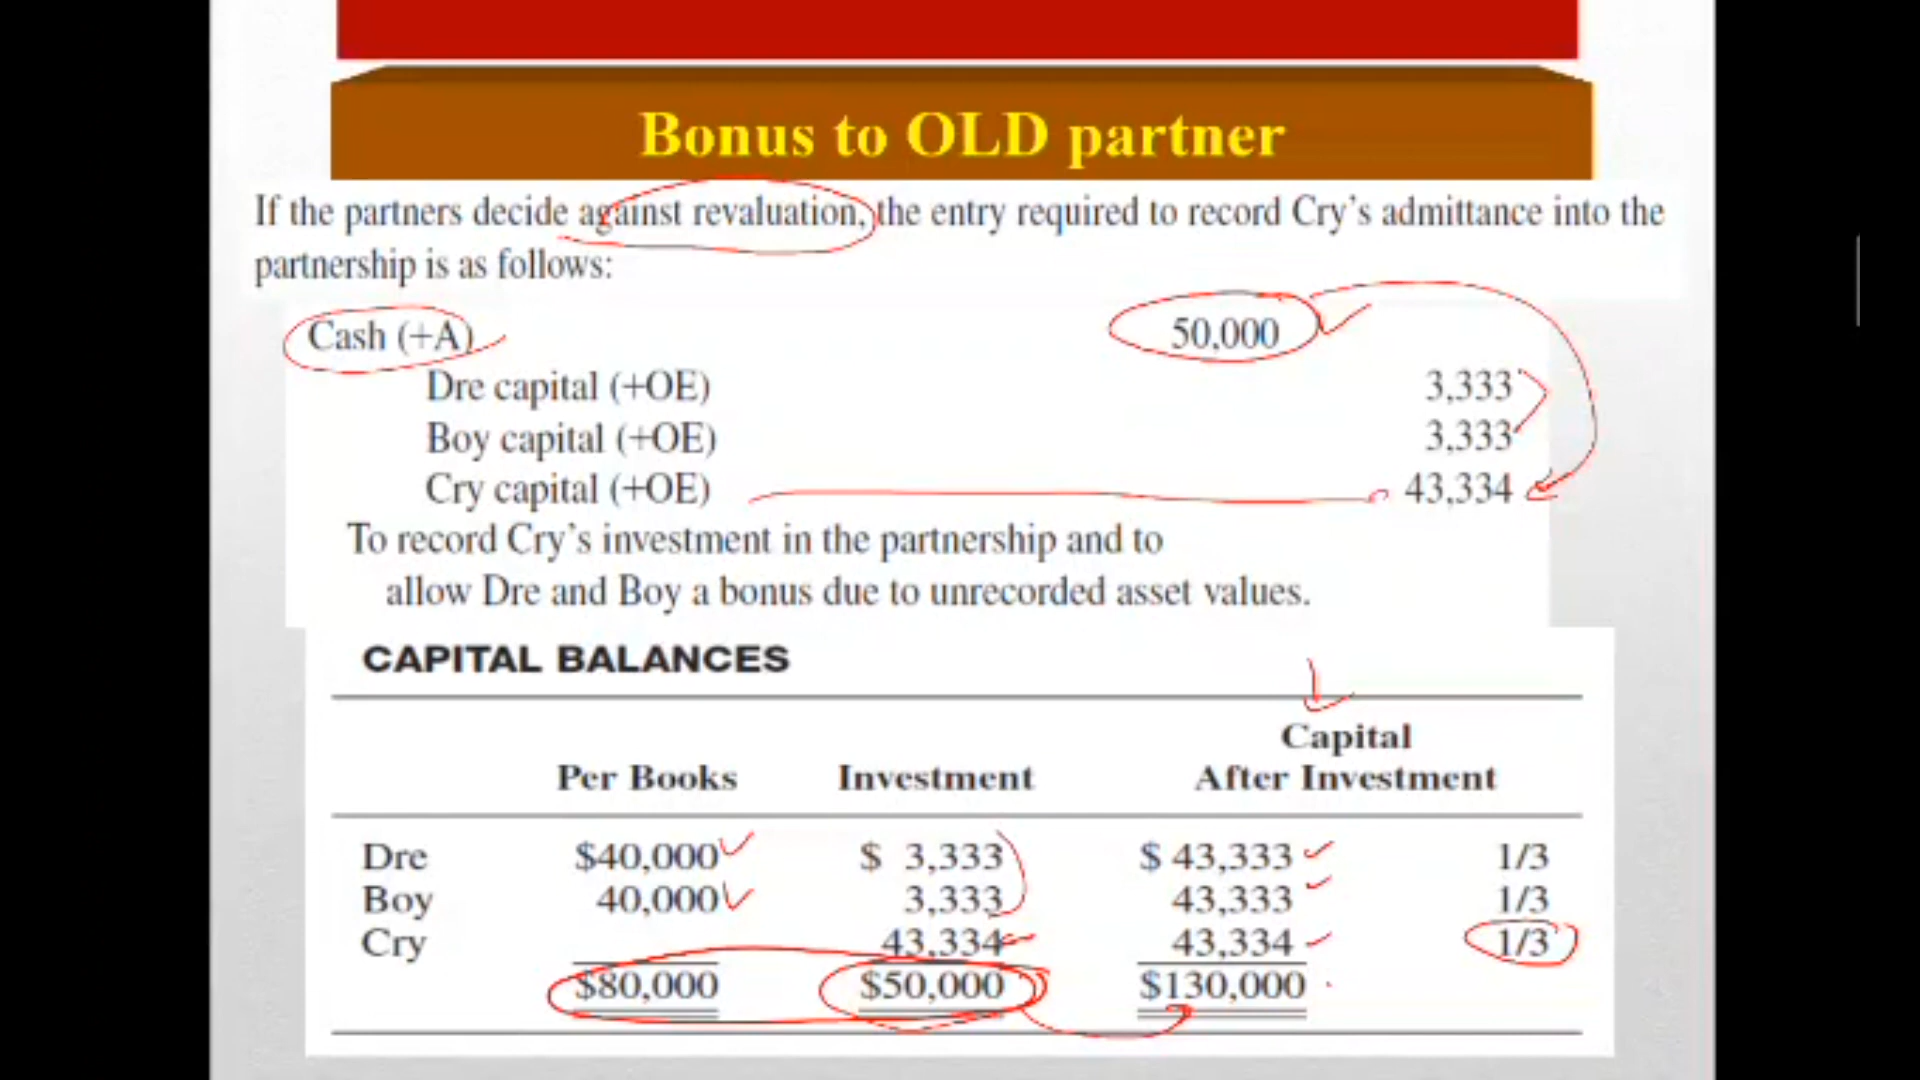 Bonus to OLD partner
If the partners decide against revaluation, the entry required to record Cry's admittance into the
partnership is as follows:
Cash (+A) 50,000
Dre capital (+OE) 3,333
Boy capital (+OE) 3,333
Cry capital (+OE) 43,334
To record Cry's investment in the partnership and to
allow Dre and Boy a bonus due to unrecorded asset values.
CAPITAL BALANCES
Capital
Per Books Investment After Investment
Dre $40,000 $ 3,333 $ 43,333 1/3
Boy 40,000 3,333 43,333 1/3
Cry 43,334 43,334 1/3
$80,000 $50,000 $130,000